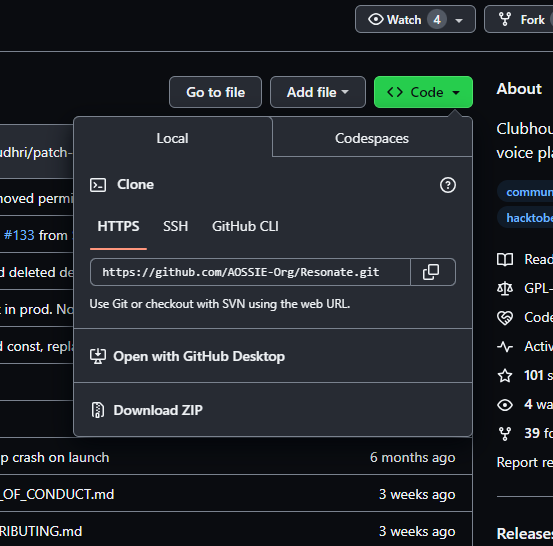 Watch 4
Fork
Go to file
Add file
<> Code
About
Local
Codespaces
udhri/patch-
voice pla
Clone
moved permi
HTTPS
SSH
GitHub CLI
#133 from
https://github.com/AOSSIE-Org/Resonate.git
d deleted de
Use Git or checkout with SVN using the web URL.
in prod. No
d const, repla
Open with GitHub Desktop
Download ZIP
p crash on launch
6 months ago
_OF_CONDUCT.md
3 weeks ago
RIBUTING.md
3 weeks ago
Clubhou
commun
hacktobe
Read
GPL-
Code
Activ
101 s
4 wa
39 fo
Report re
Releases